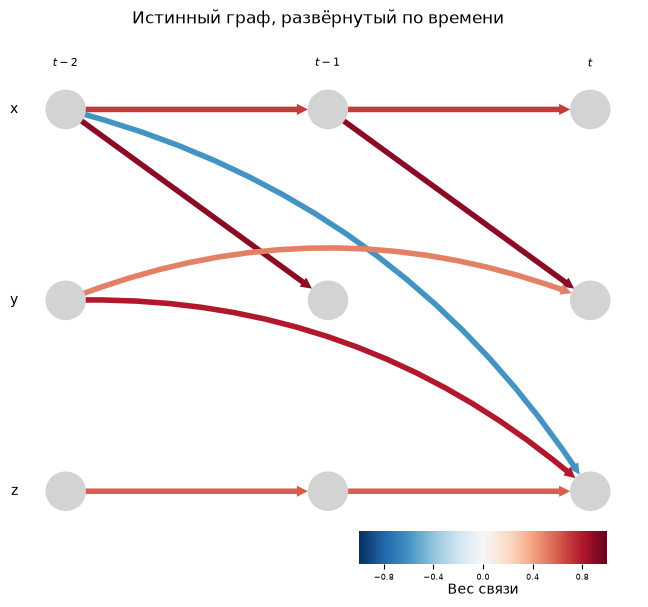 Истинный граф, развёрнутый по времени
t − 2 t − 1 t
x
y
z
−0.8 −0.4 0.0 0.4 0.8
Вес связи